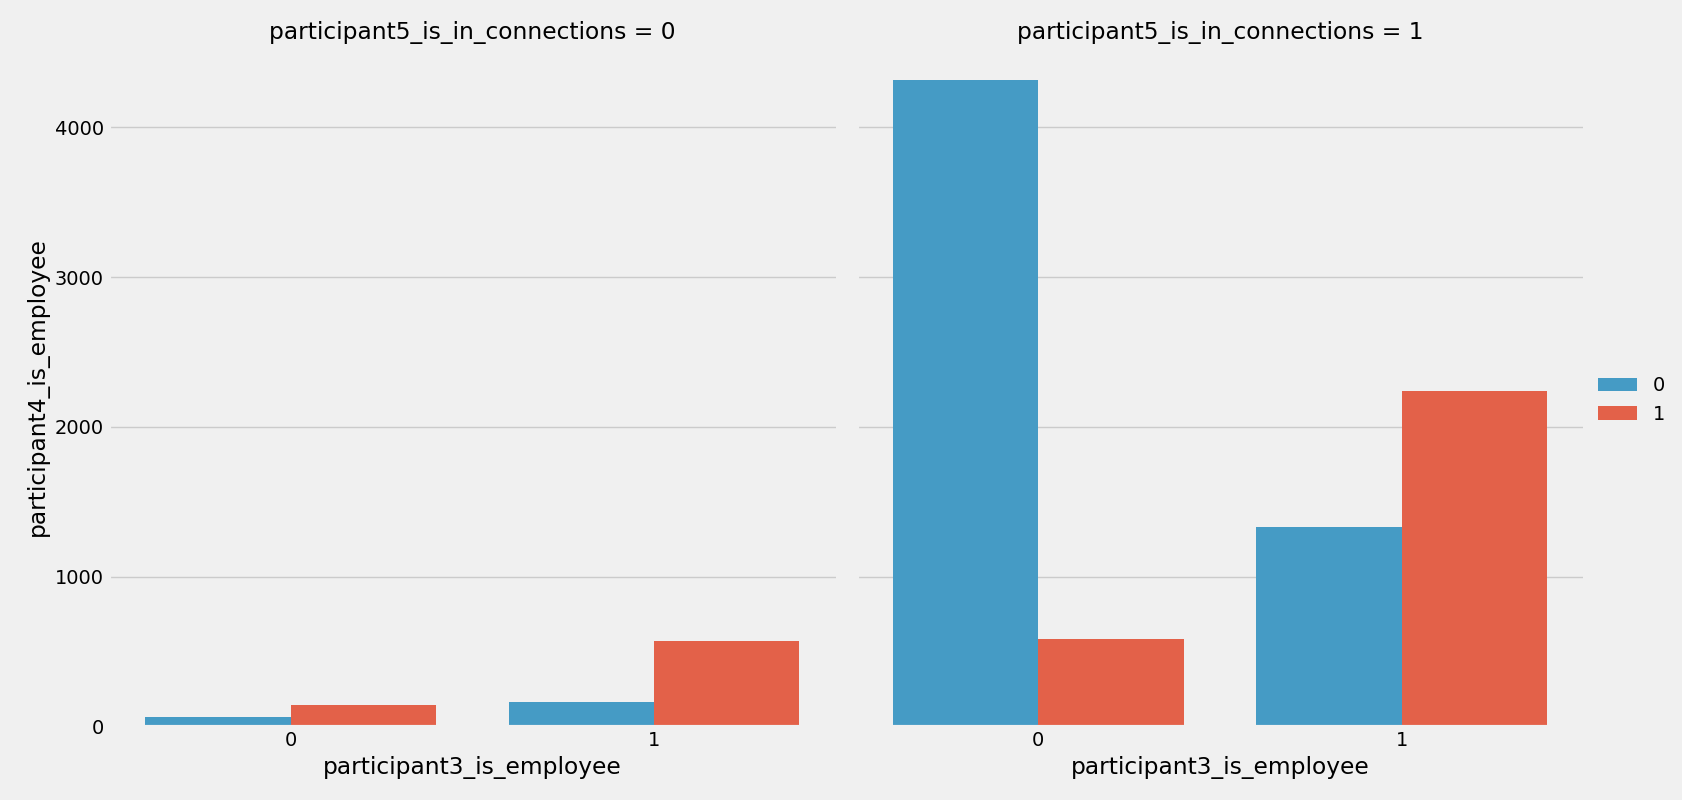 participant5_is_in_connections = 0
participant5_is_in_connections = 1
participant4_is_employee
4000
3000
2000
1000
0
0
1
participant3_is_employee
0
1
participant3_is_employee
0
1